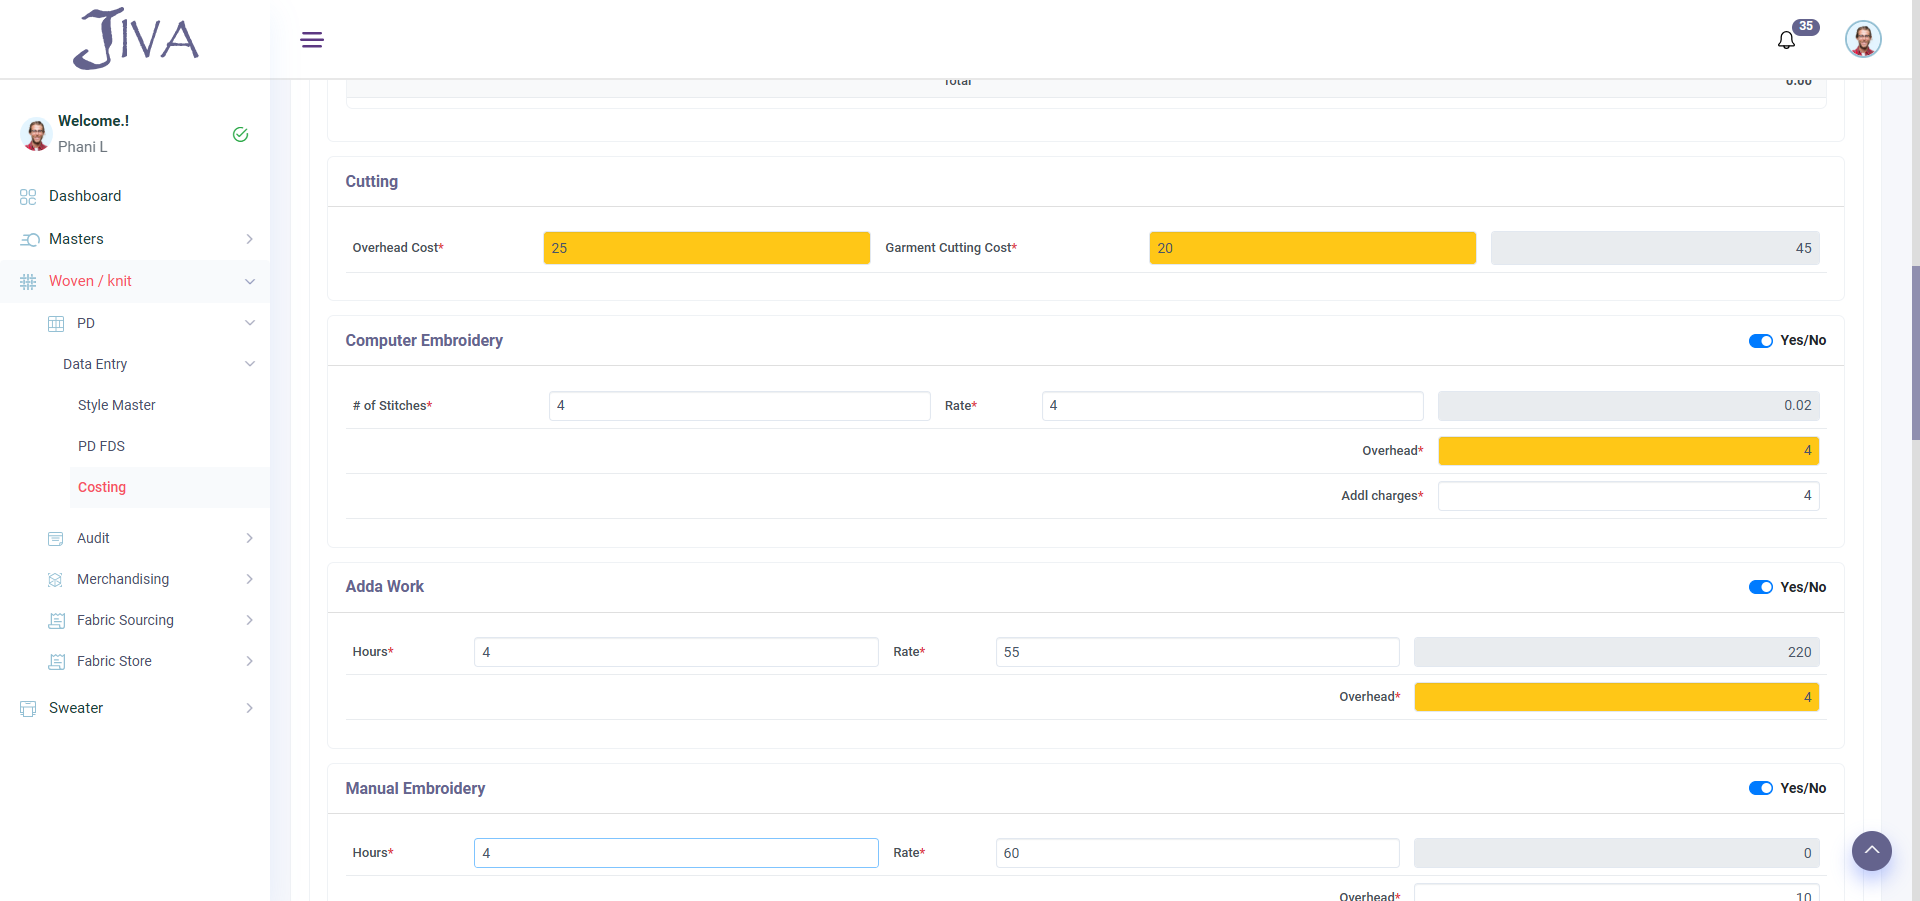 JIVA
35
Welcome.!
Phani L
Dashboard
Masters
Woven / knit
PD
Data Entry
Style Master
PD FDS
Costing
Audit
Merchandising
Fabric Sourcing
Fabric Store
Sweater
Total 0.00
Cutting
Overhead Cost* 25 Garment Cutting Cost* 20 45
Computer Embroidery Yes/No
# of Stitches* 4 Rate* 4 0.02
Overhead* 4
Addl charges* 4
Adda Work Yes/No
Hours* 4 Rate* 55 220
Overhead* 4
Manual Embroidery Yes/No
Hours* 4 Rate* 60 0
Overhead* 10